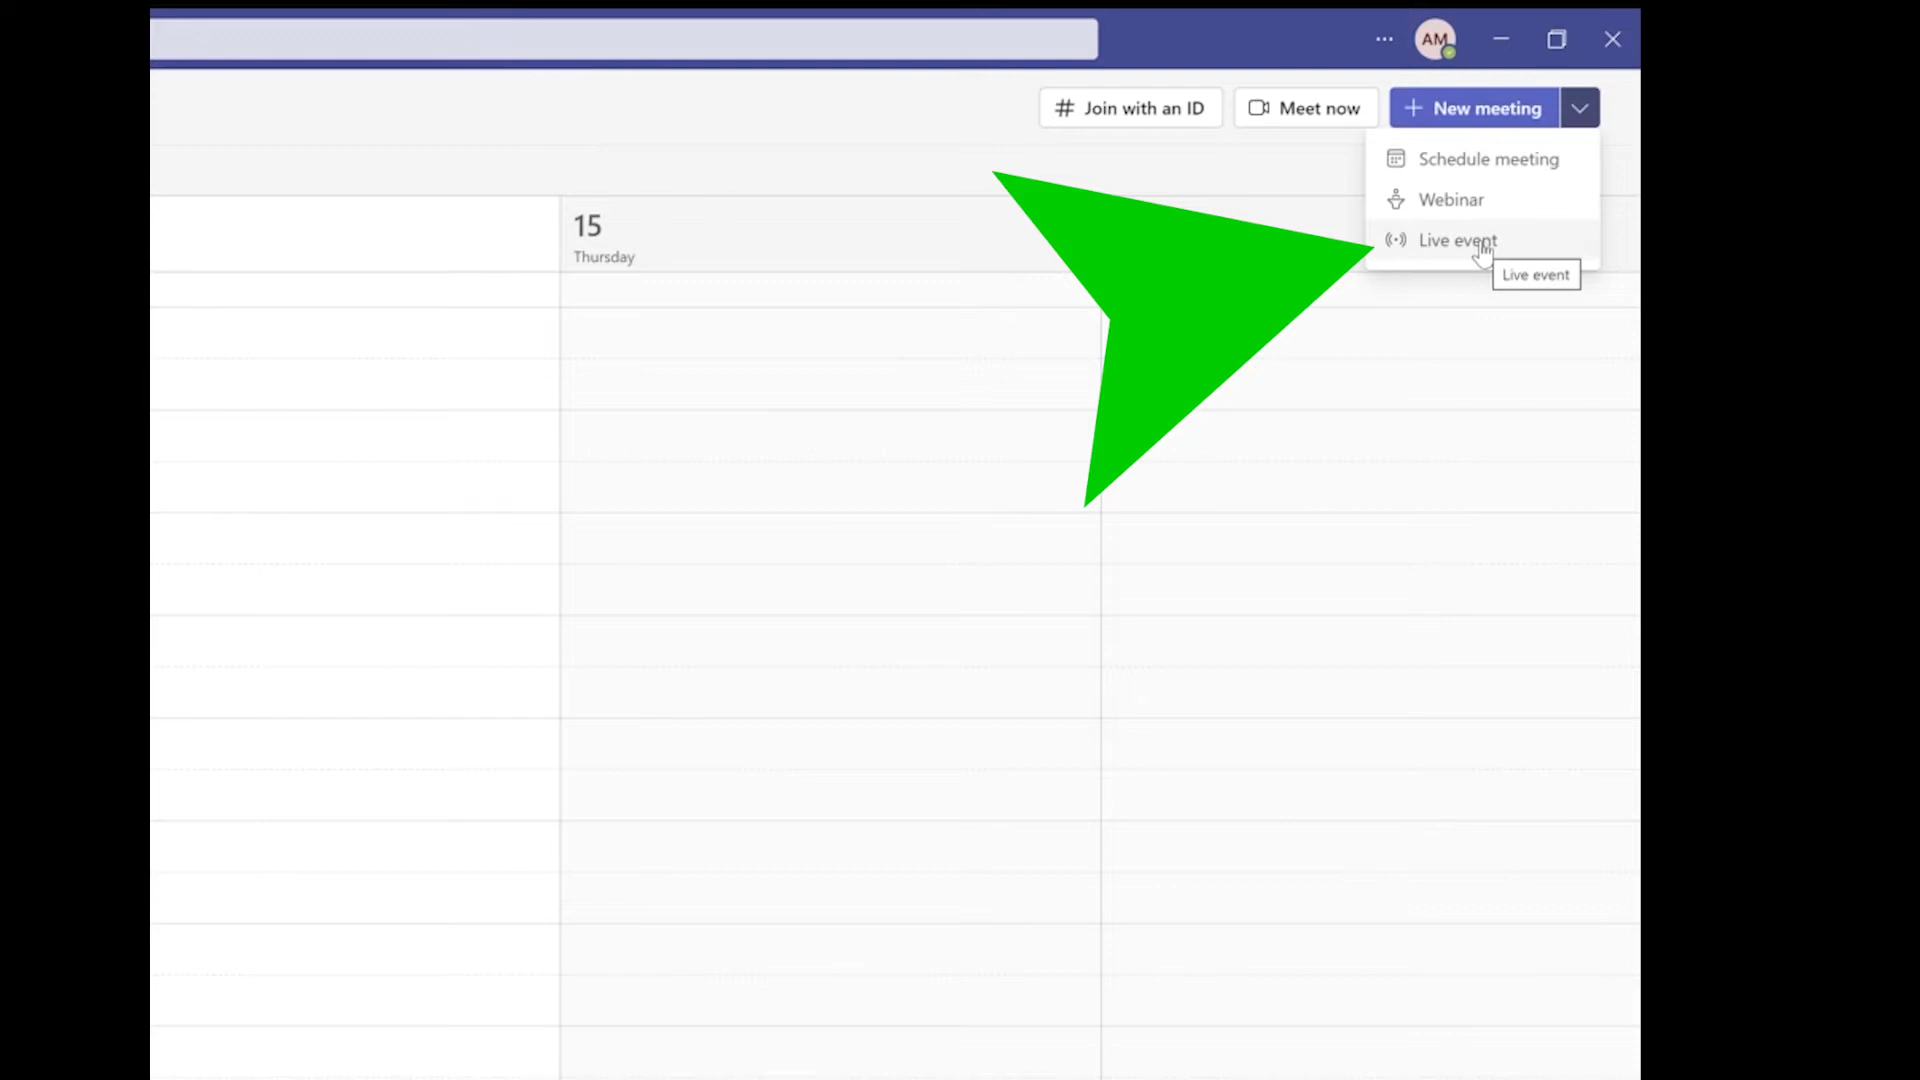 AM
# Join with an ID
Meet now
+ New meeting
Schedule meeting
Webinar
Live event
Live event
15
Thursday